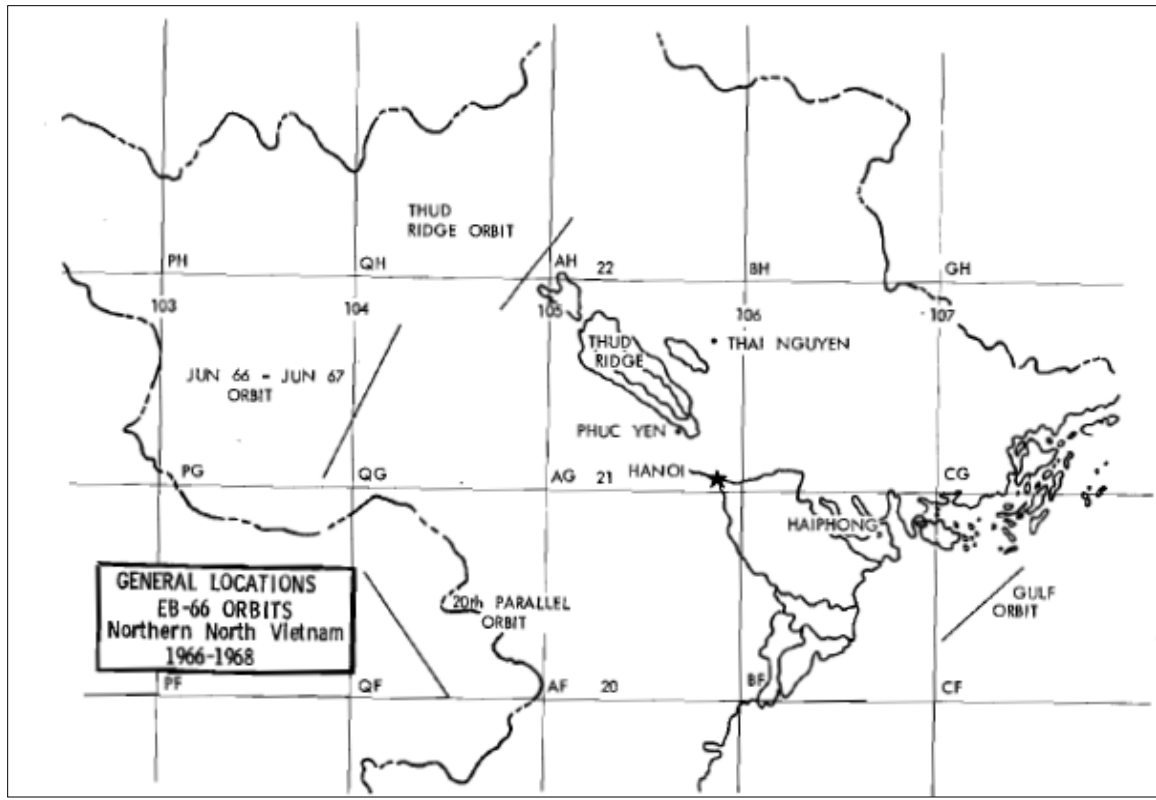 THUD
RIDGE ORBIT
PH
QH
AH 22
BH
GH
103
104
105
106
107
THUD
RIDGE
THAI NGUYEN
JUN 66 - JUN 67
ORBIT
PHUC YEN
PG
QG
AG 21
HANOI
CG
HAIPHONG
GENERAL LOCATIONS
EB-66 ORBITS
Northern North Vietnam
1966-1968
20th PARALLEL
ORBIT
GULF
ORBIT
PF
QF
AF 20
BF
CF